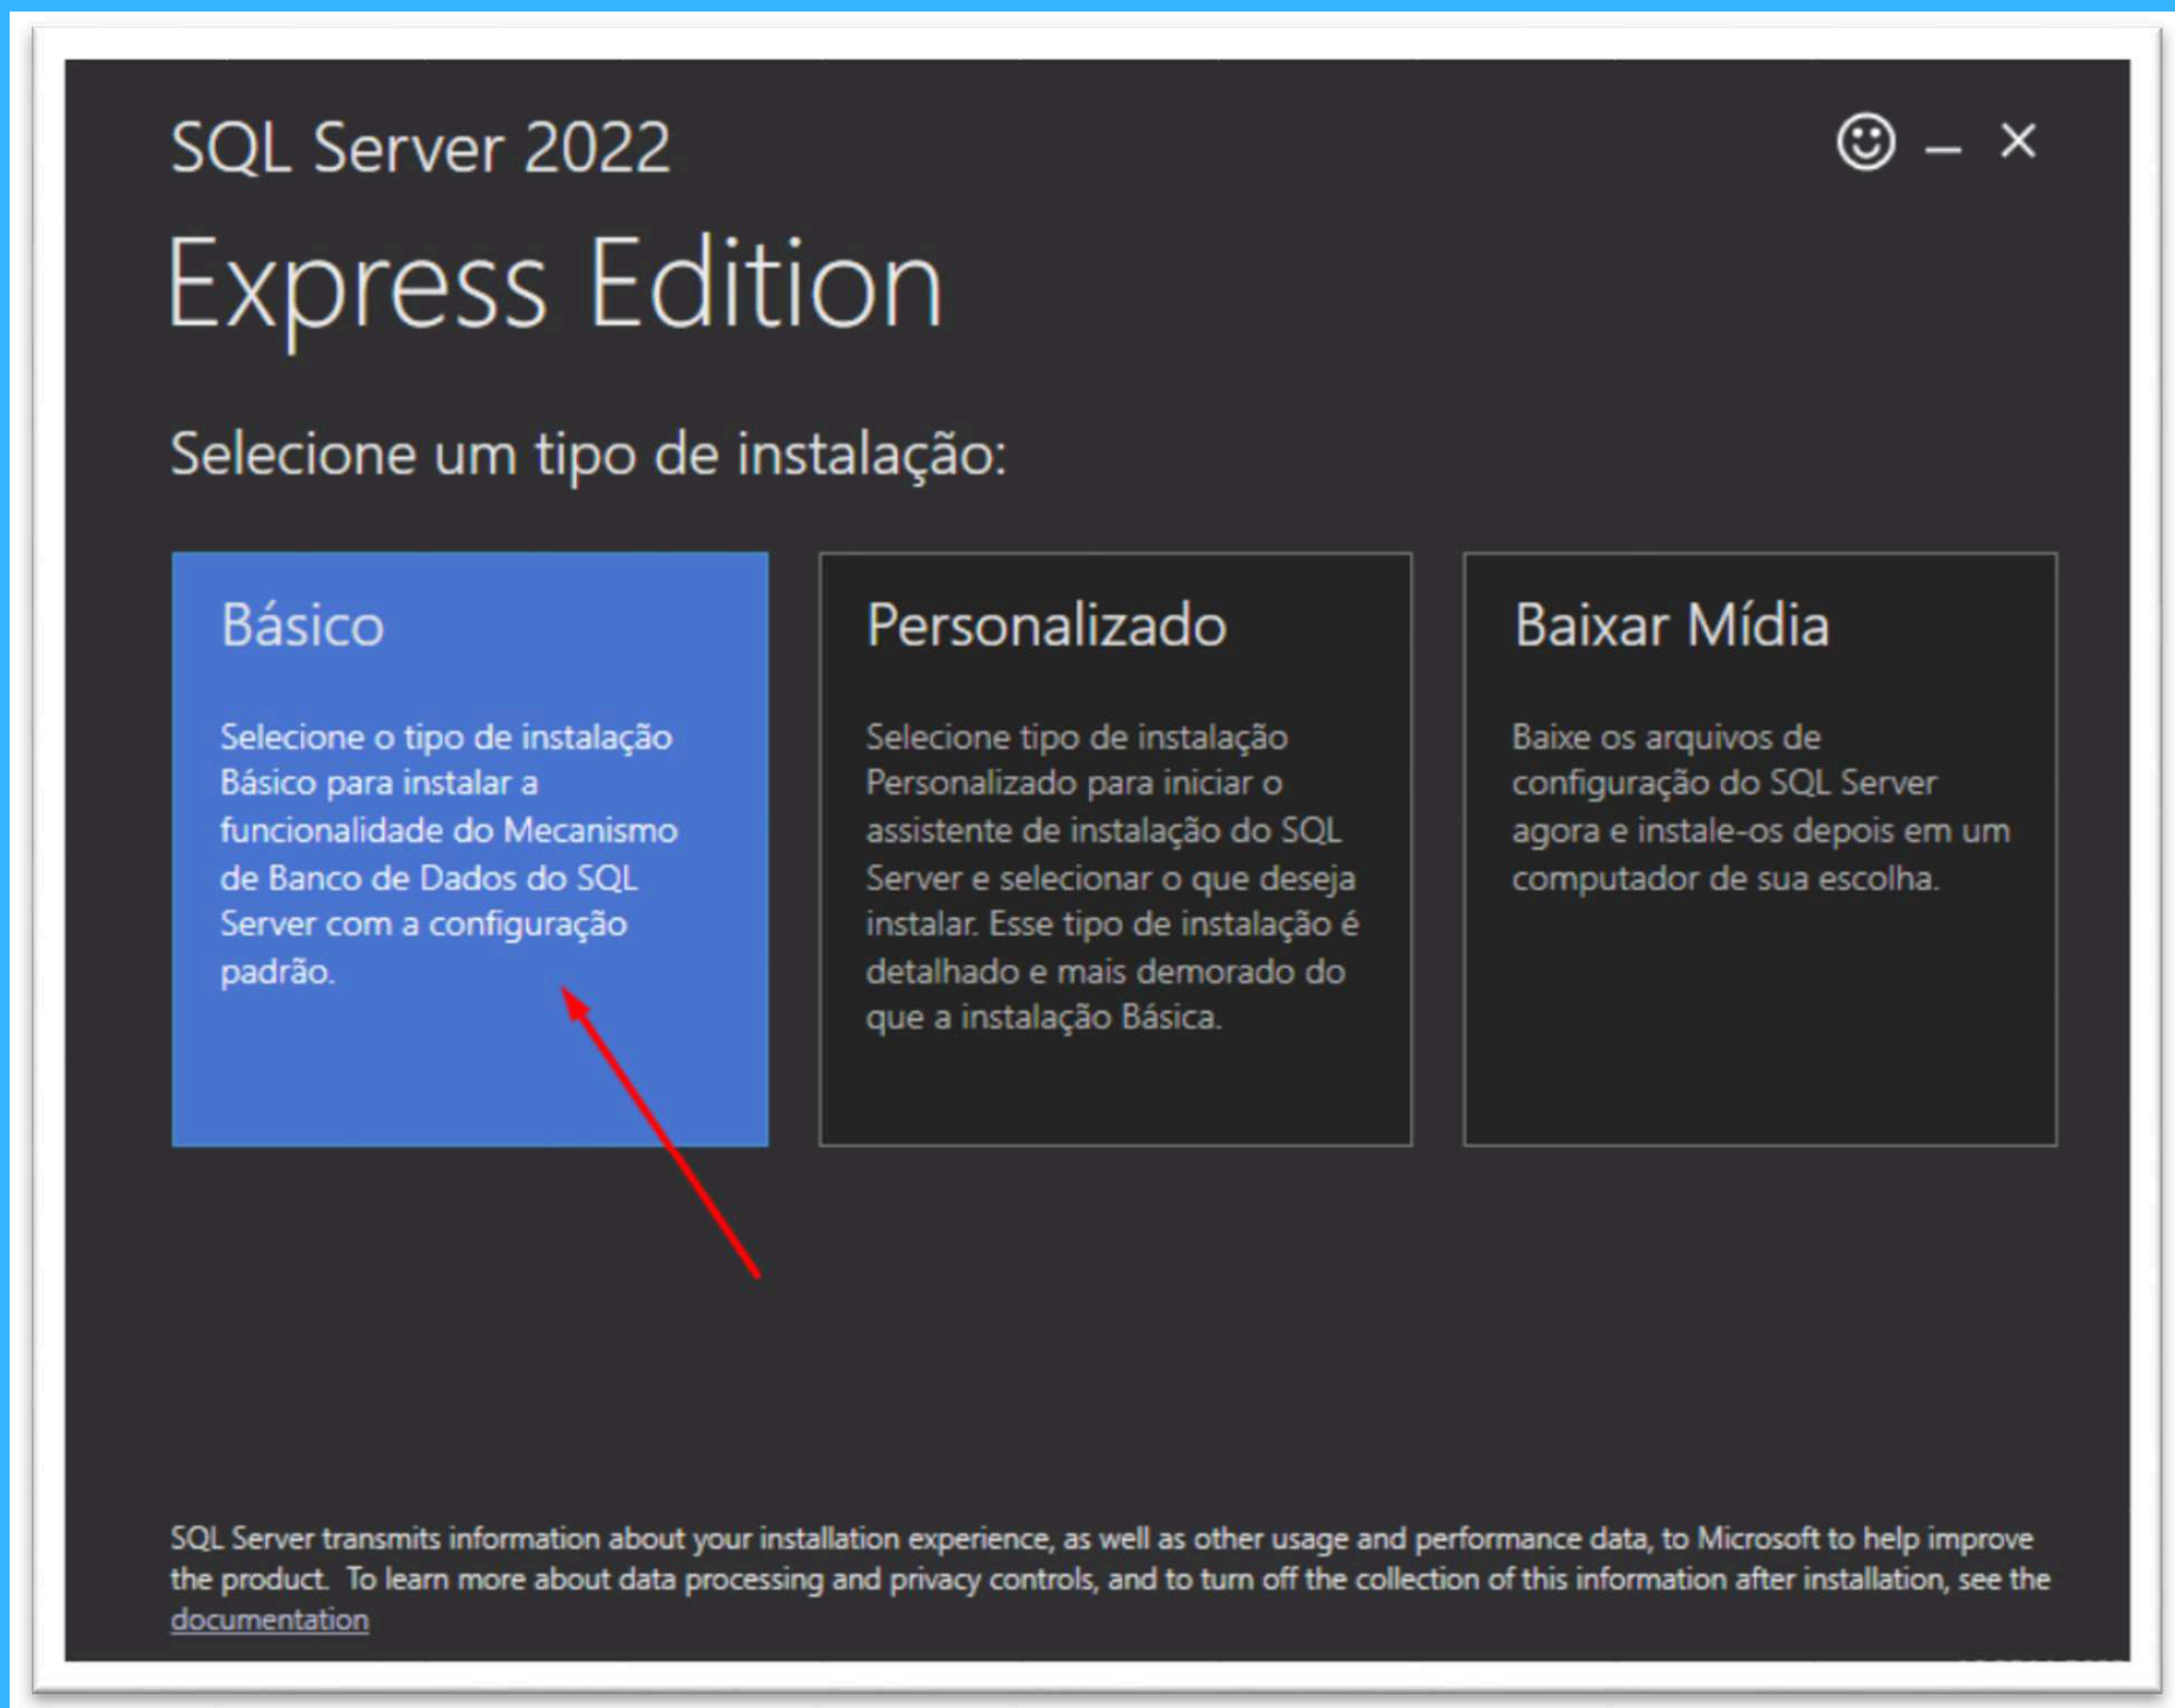 SQL Server 2022
Express Edition
Selecione um tipo de instalação:
Básico
Selecione o tipo de instalação
Básico para instalar a
funcionalidade do Mecanismo
de Banco de Dados do SQL
Server com a configuração
padrão.
Personalizado
Selecione tipo de instalação
Personalizado para iniciar o
assistente de instalação do SQL
Server e selecionar o que deseja
instalar. Esse tipo de instalação é
detalhado e mais demorado do
que a instalação Básica.
Baixar Mídia
Baixe os arquivos de
configuração do SQL Server
agora e instale-os depois em um
computador de sua escolha.
SQL Server transmits information about your installation experience, as well as other usage and performance data, to Microsoft to help improve
the product. To learn more about data processing and privacy controls, and to turn off the collection of this information after installation, see the
documentation